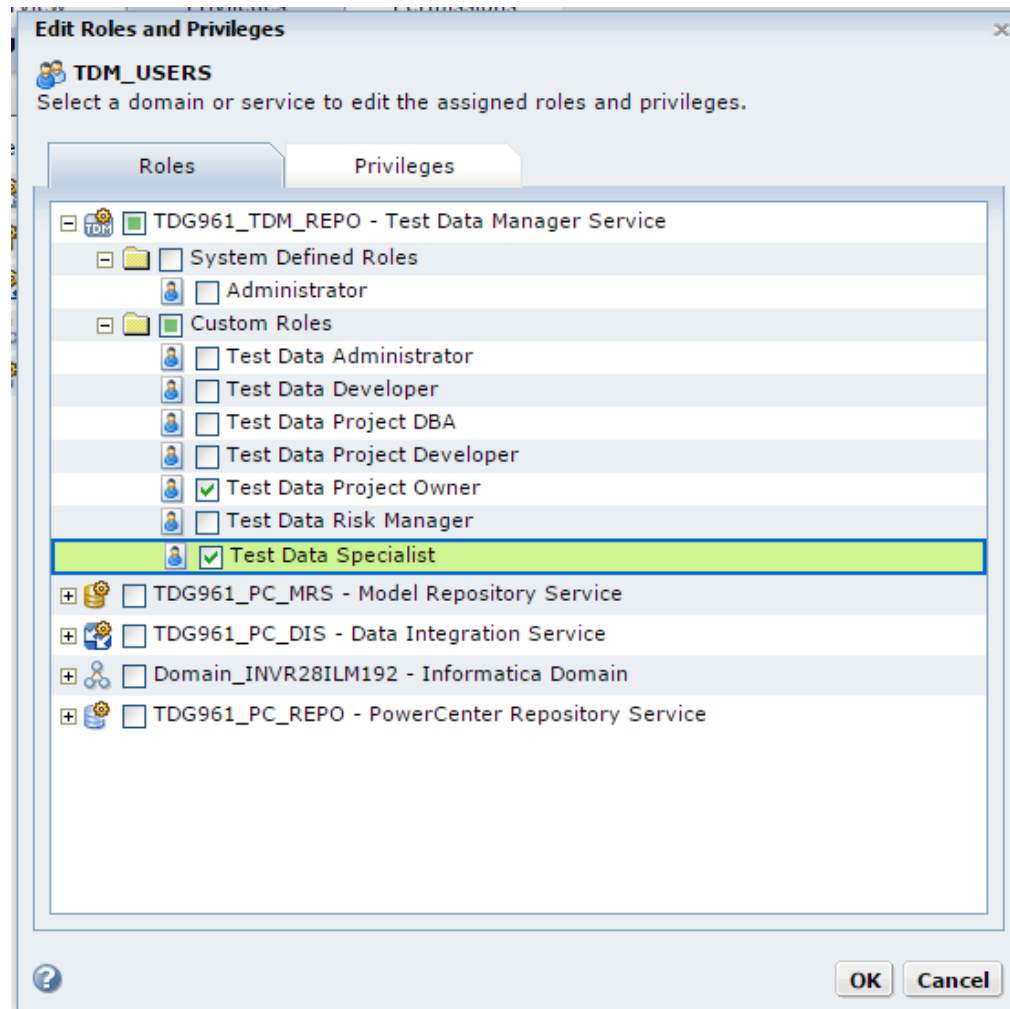 Edit Roles and Privileges
TDM_USERS
Select a domain or service to edit the assigned roles and privileges.
Roles Privileges
TDG961_TDM_REPO - Test Data Manager Service
System Defined Roles
Administrator
Custom Roles
Test Data Administrator
Test Data Developer
Test Data Project DBA
Test Data Project Developer
Test Data Project Owner
Test Data Risk Manager
Test Data Specialist
TDG961_PC_MRS - Model Repository Service
TDG961_PC_DIS - Data Integration Service
Domain_INVR28ILM192 - Informatica Domain
TDG961_PC_REPO - PowerCenter Repository Service
OK Cancel